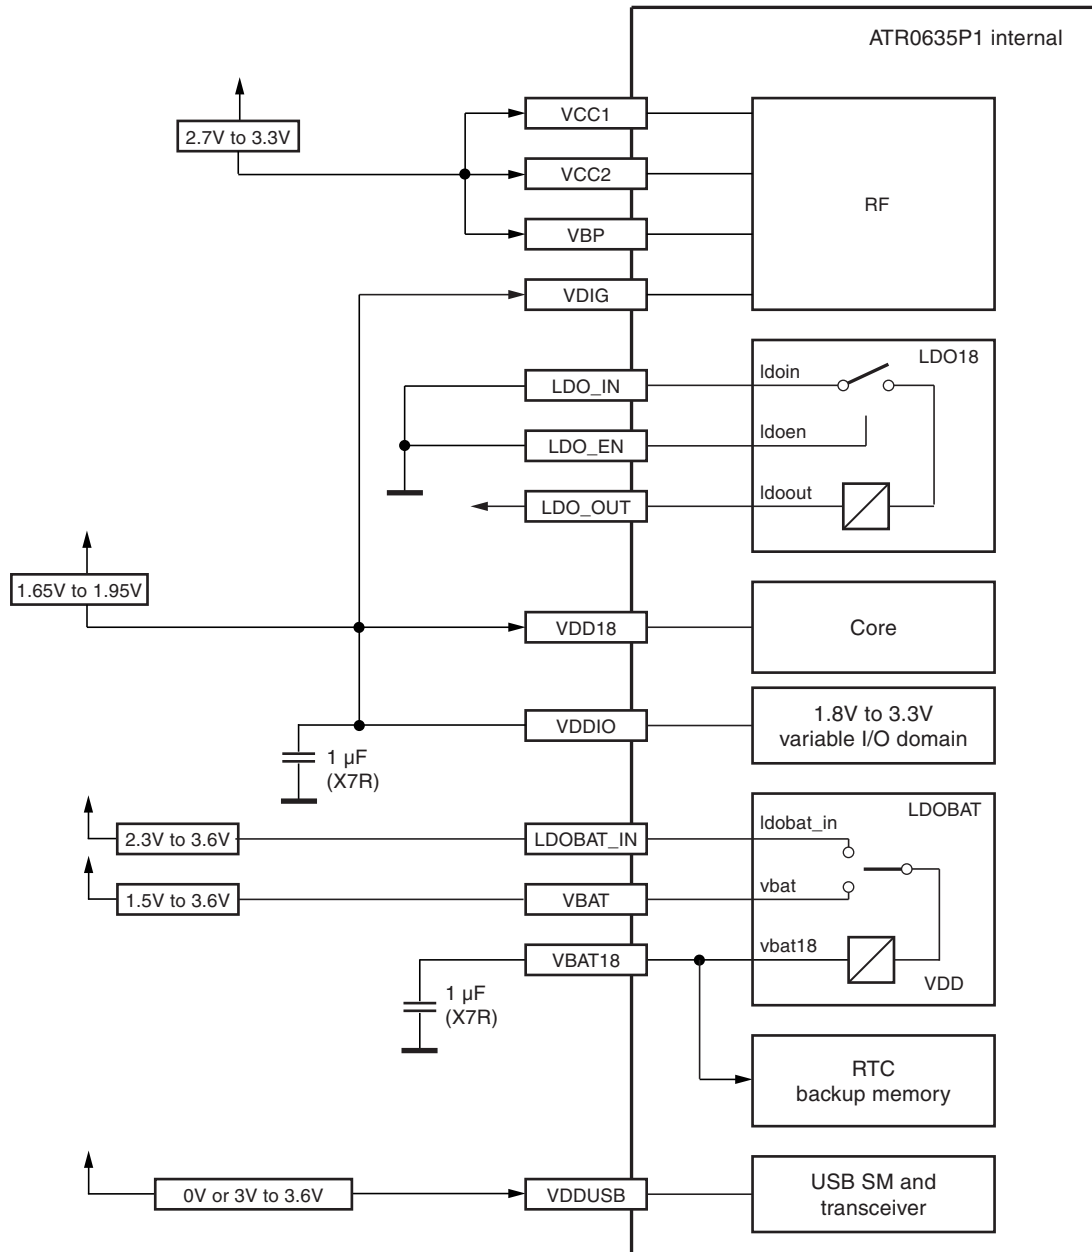 ATR0635P1 internal
2.7V to 3.3V
VCC1
VCC2
VBP
VDIG
RF
LDO_IN
LDO_EN
LDO_OUT
ldoin
ldoen
ldoout
LDO18
1.65V to 1.95V
VDD18
Core
VDDIO
1.8V to 3.3V
variable I/O domain
1 µF
(X7R)
2.3V to 3.6V
LDOBAT_IN
ldobat_in
LDOBAT
1.5V to 3.6V
VBAT
vbat
VBAT18
vbat18
VDD
1 µF
(X7R)
RTC
backup memory
0V or 3V to 3.6V
VDDUSB
USB SM and
transceiver